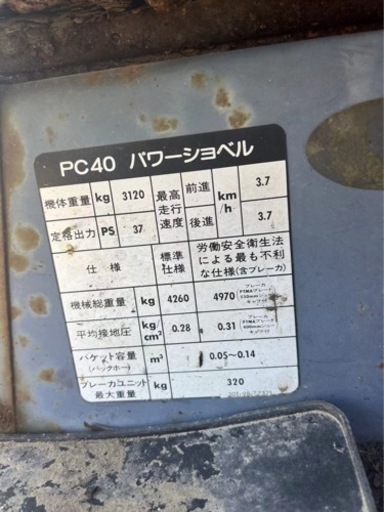 PC40 パワーショベル
機体重量 kg 3120 最高走行速度 前進 km/h 3.7
定格出力 PS 37 後進 3.7
仕様 標準仕様 労働安全衛生法による最も不利な仕様(含ブレーカ)
機械総重量 kg 4260 4970
平均接地圧 kg/cm² 0.28 0.31
バケット容量(バックホー) m³ 0.05～0.14
ブレーカユニット最大重量 kg 320